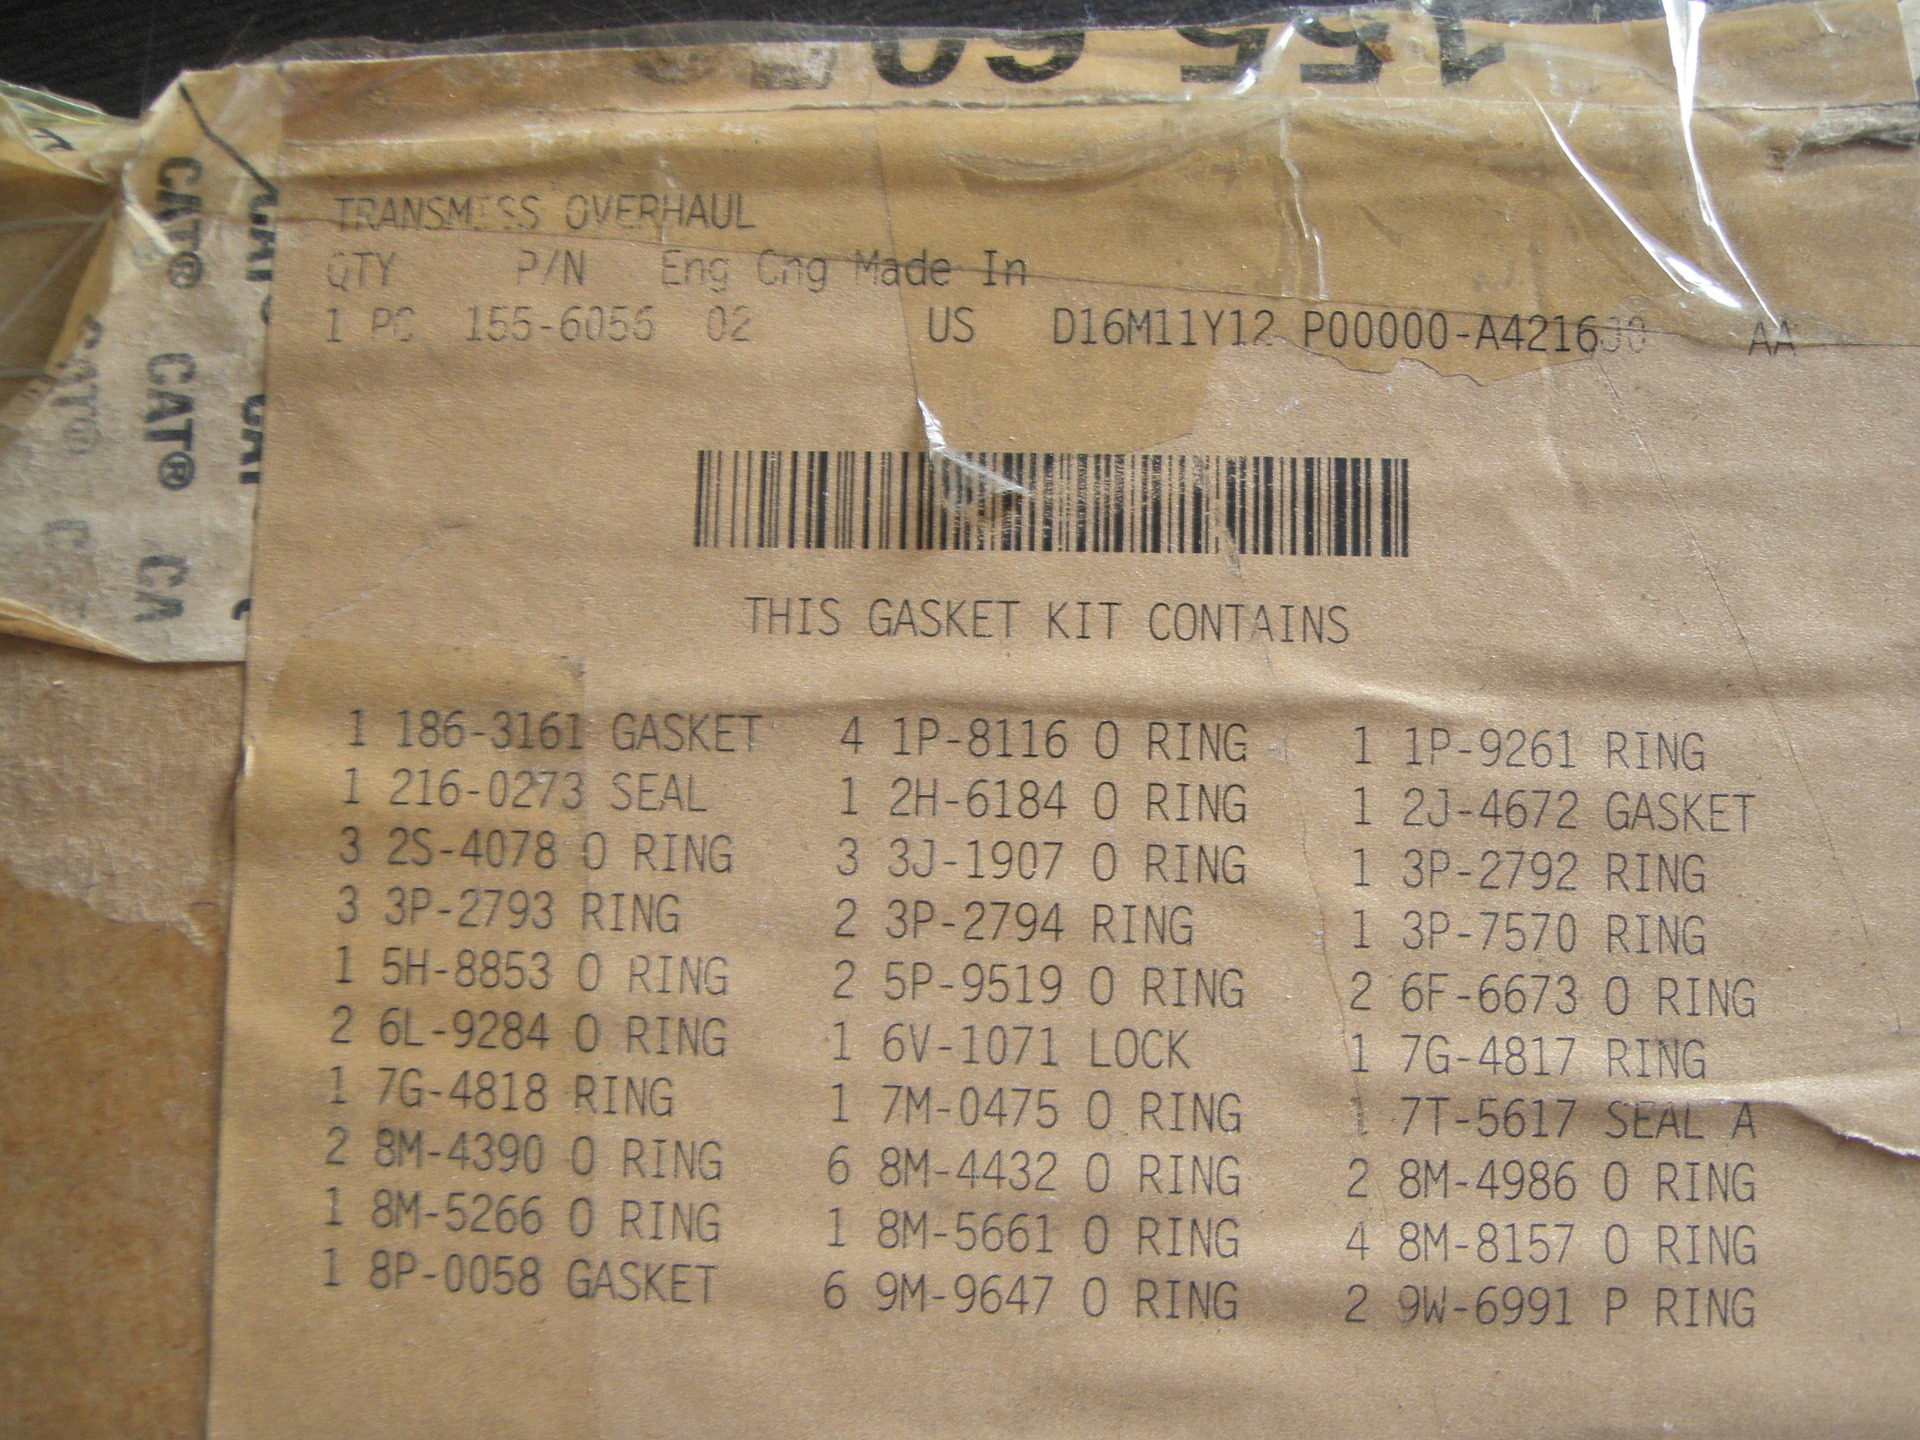 155-60
CAT® CAT® CA
TRANSMISS OVERHAUL
QTY P/N Eng Cng Made In
1 PC 155-6056 02 US D16M11Y12 P00000-A421600 AA
THIS GASKET KIT CONTAINS
1 186-3161 GASKET 4 1P-8116 O RING 1 1P-9261 RING
1 216-0273 SEAL 1 2H-6184 O RING 1 2J-4672 GASKET
3 2S-4078 O RING 3 3J-1907 O RING 1 3P-2792 RING
3 3P-2793 RING 2 3P-2794 RING 1 3P-7570 RING
1 5H-8853 O RING 2 5P-9519 O RING 2 6F-6673 O RING
2 6L-9284 O RING 1 6V-1071 LOCK 1 7G-4817 RING
1 7G-4818 RING 1 7M-0475 O RING 1 7T-5617 SEAL A
2 8M-4390 O RING 6 8M-4432 O RING 2 8M-4986 O RING
1 8M-5266 O RING 1 8M-5661 O RING 4 8M-8157 O RING
1 8P-0058 GASKET 6 9M-9647 O RING 2 9W-6991 P RING